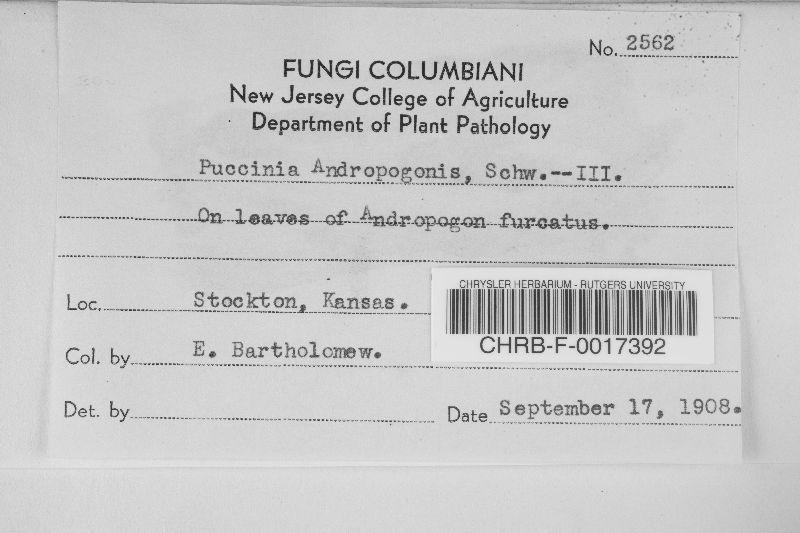 No. 2562
FUNGI COLUMBIANI
New Jersey College of Agriculture
Department of Plant Pathology
Puccinia Andropogonis, Schw.--III.
On leaves of Andropogon furcatus.
Loc. Stockton, Kansas.
CHRYSLER HERBARIUM - RUTGERS UNIVERSITY
CHRB-F-0017392
Col. by E. Bartholomew.
Det. by
Date September 17, 1908.